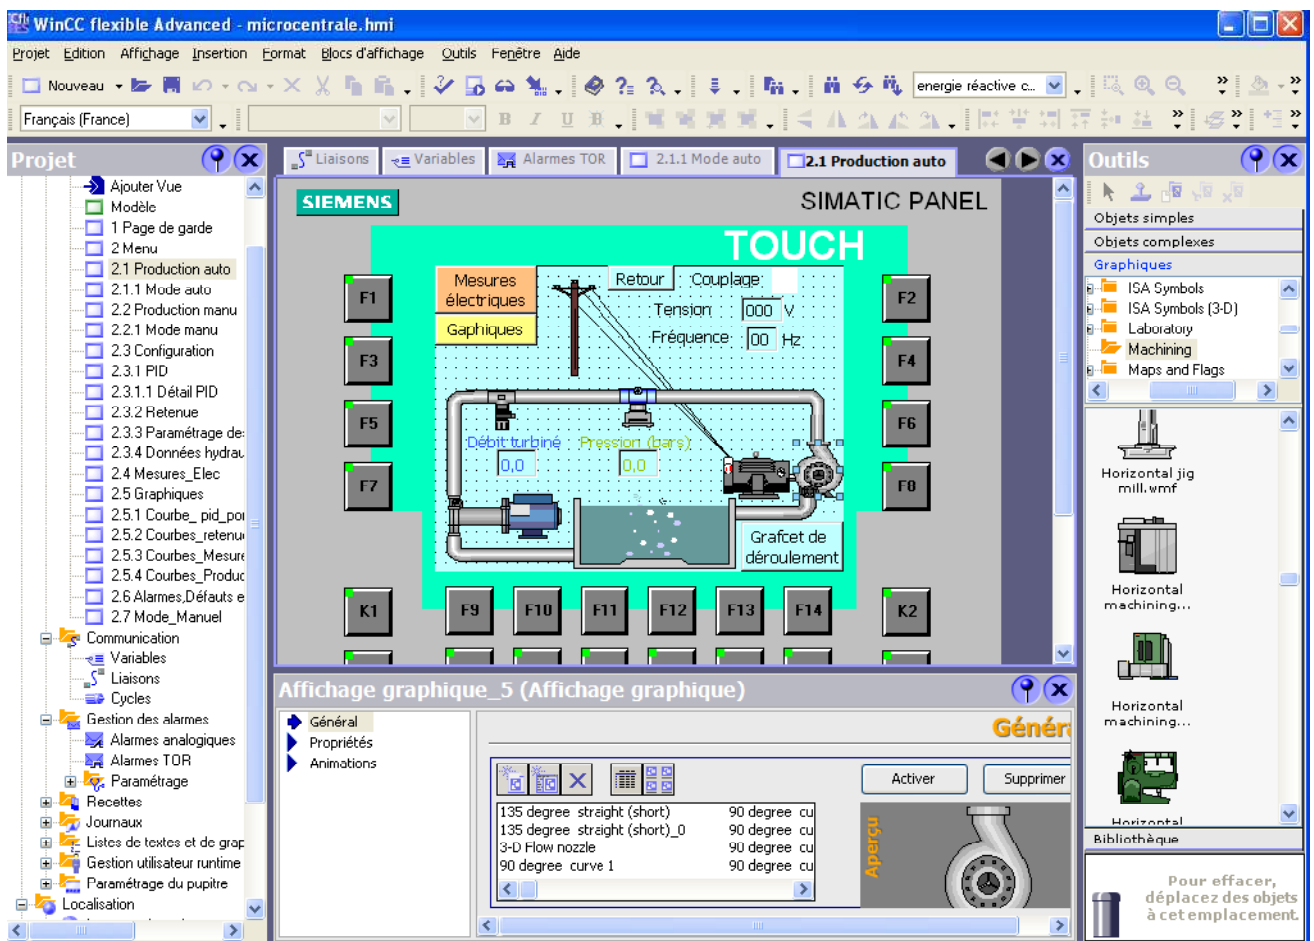 WinCC flexible Advanced - microcentrale.hmi
Projet Edition Affichage Insertion Format Blocs d'affichage Outils Fenêtre Aide
Nouveau
energie réactive c...
Français (France)
B I U
Projet
Ajouter Vue
Modèle
1 Page de garde
2 Menu
2.1 Production auto
2.1.1 Mode auto
2.2 Production manu
2.2.1 Mode manu
2.3 Configuration
2.3.1 PID
2.3.1.1 Détail PID
2.3.2 Retenue
2.3.3 Paramétrage de
2.3.4 Données hydrau
2.4 Mesures_Elec
2.5 Graphiques
2.5.1 Courbe_ pid_poi
2.5.2 Courbes_retenu
2.5.3 Courbes_Mesure
2.5.4 Courbes_Produc
2.6 Alarmes,Défauts e
2.7 Mode_Manuel
Communication
Variables
Liaisons
Cycles
Gestion des alarmes
Alarmes analogiques
Alarmes TOR
Paramétrage
Recettes
Journaux
Listes de textes et de grap
Gestion utilisateur runtime
Paramétrage du pupitre
Localisation
Liaisons
Variables
Alarmes TOR
2.1.1 Mode auto
2.1 Production auto
SIEMENS
SIMATIC PANEL
TOUCH
Mesures
électriques
Gaphiques
Retour
Couplage
Tension 000 V
Fréquence 00 Hz
Débit turbiné
0,0
Pression (bars)
0,0
Grafcet de
déroulement
F1
F3
F5
F7
F2
F4
F6
F8
K1 F9 F10 F11 F12 F13 F14 K2
Affichage graphique_5 (Affichage graphique)
Général
Propriétés
Animations
Génér
Activer
Supprimer
135 degree straight (short) 90 degree cu
135 degree straight (short)_0 90 degree cu
3-D Flow nozzle 90 degree cu
90 degree curve 1 90 degree cu
Aperçu
Outils
Objets simples
Objets complexes
Graphiques
ISA Symbols
ISA Symbols (3-D)
Laboratory
Machining
Maps and Flags
Horizontal jig
mill.wmf
Horizontal
machining...
Horizontal
machining...
Horizontal
Bibliothèque
Pour effacer,
déplacez des objets
à cet emplacement.